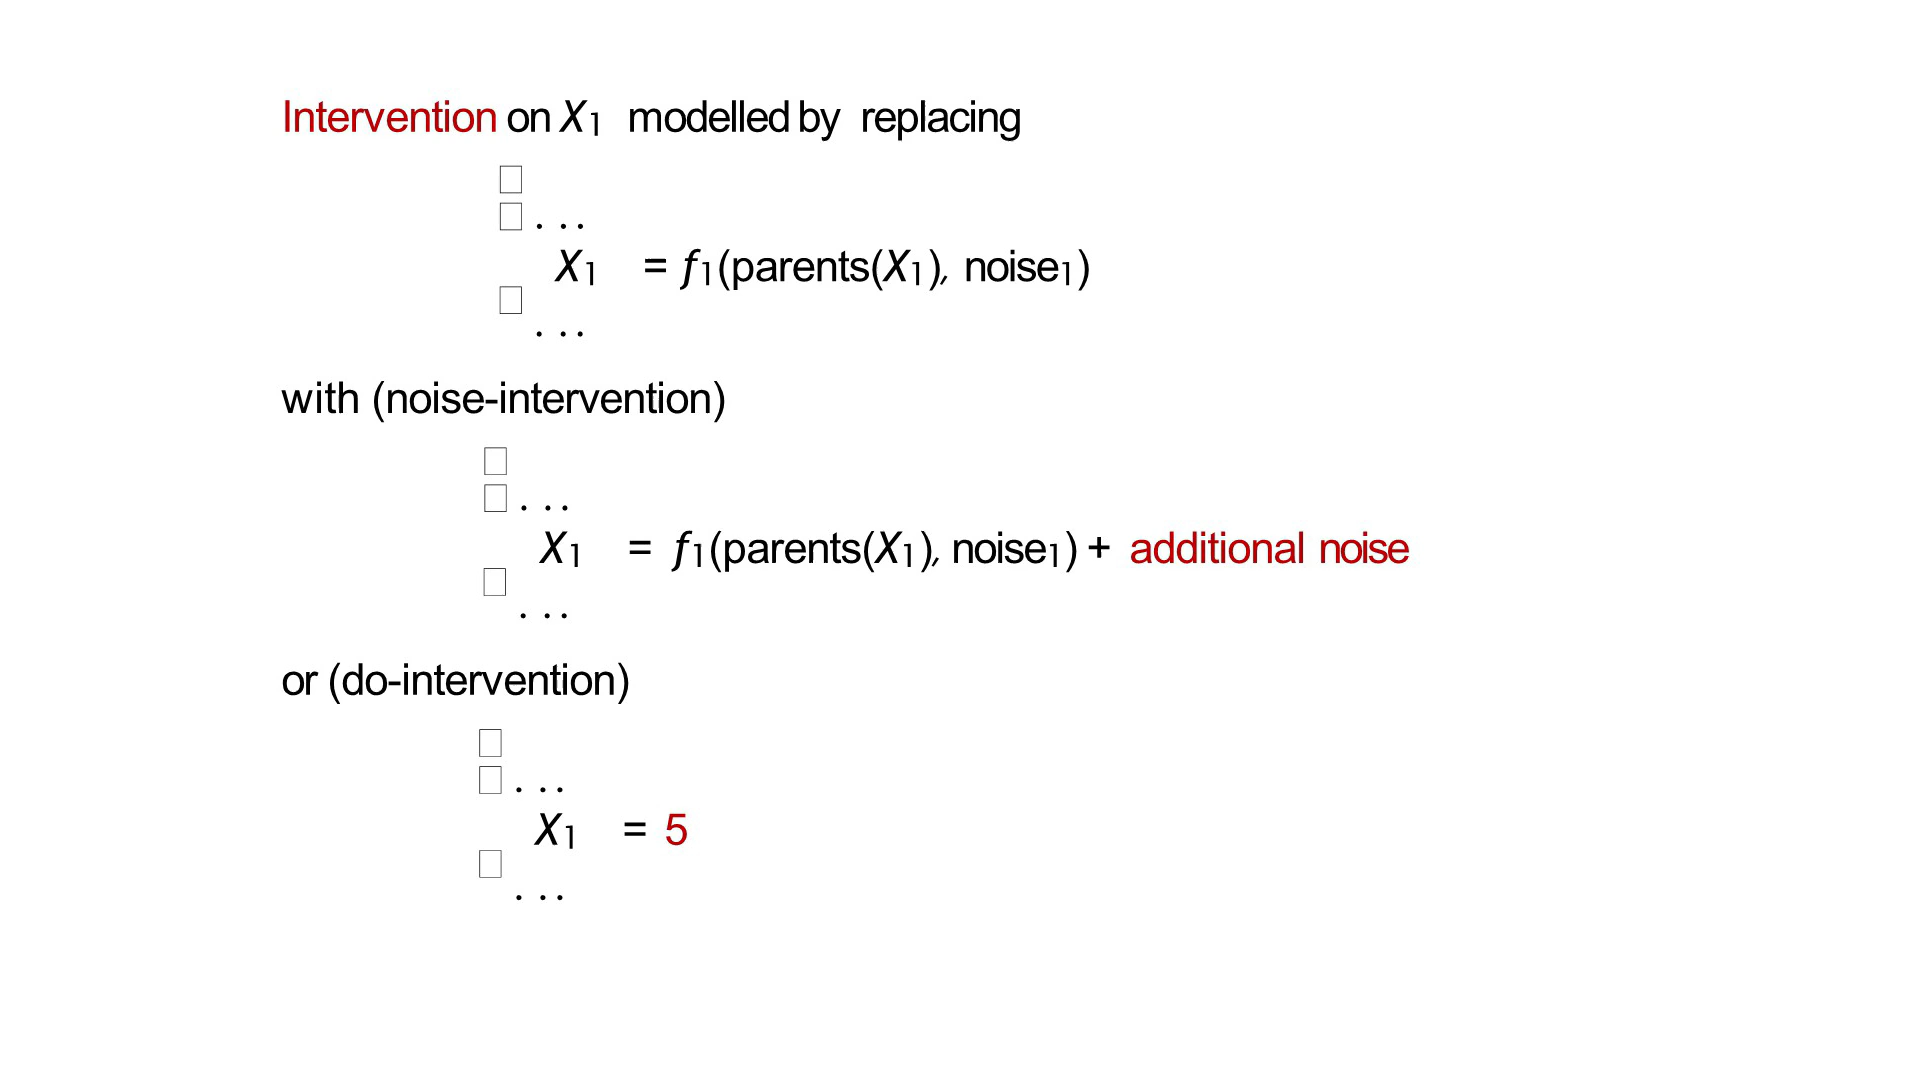 Intervention on X₁ modelled by replacing
. . .
X₁ = f₁(parents(X₁), noise₁)
. . .
with (noise-intervention)
. . .
X₁ = f₁(parents(X₁), noise₁) + additional noise
. . .
or (do-intervention)
. . .
X₁ = 5
. . .